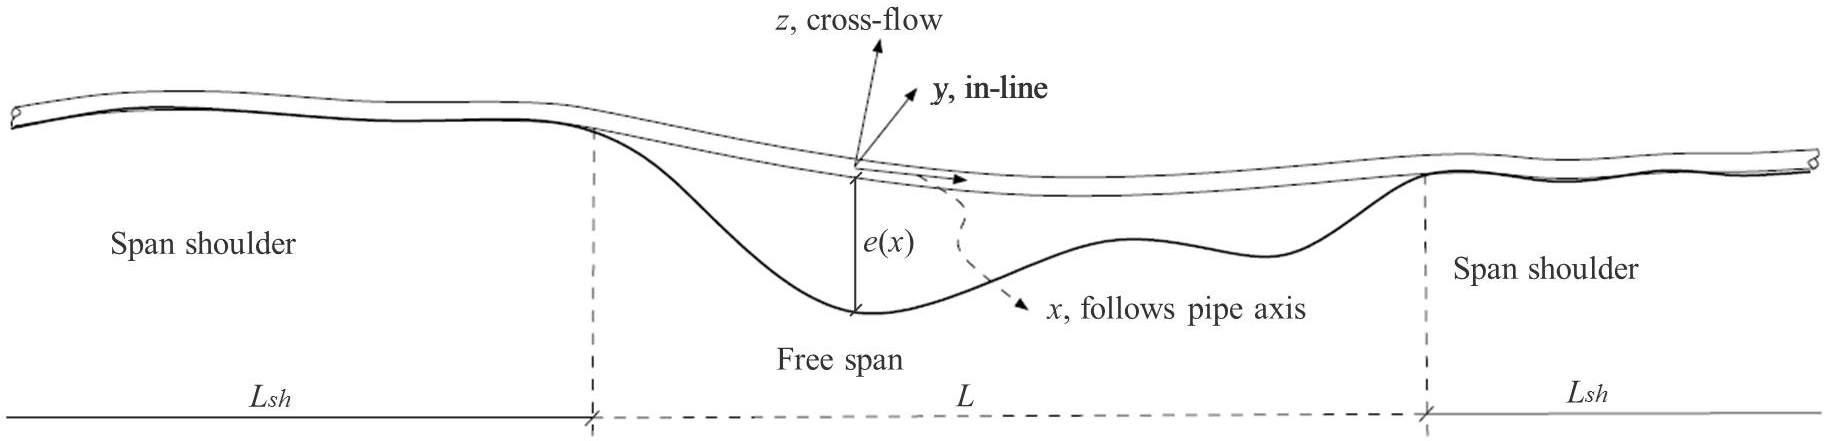 z, cross-flow
y, in-line
e(x)
Span shoulder
Span shoulder
x, follows pipe axis
Free span
Lsh
L
Lsh